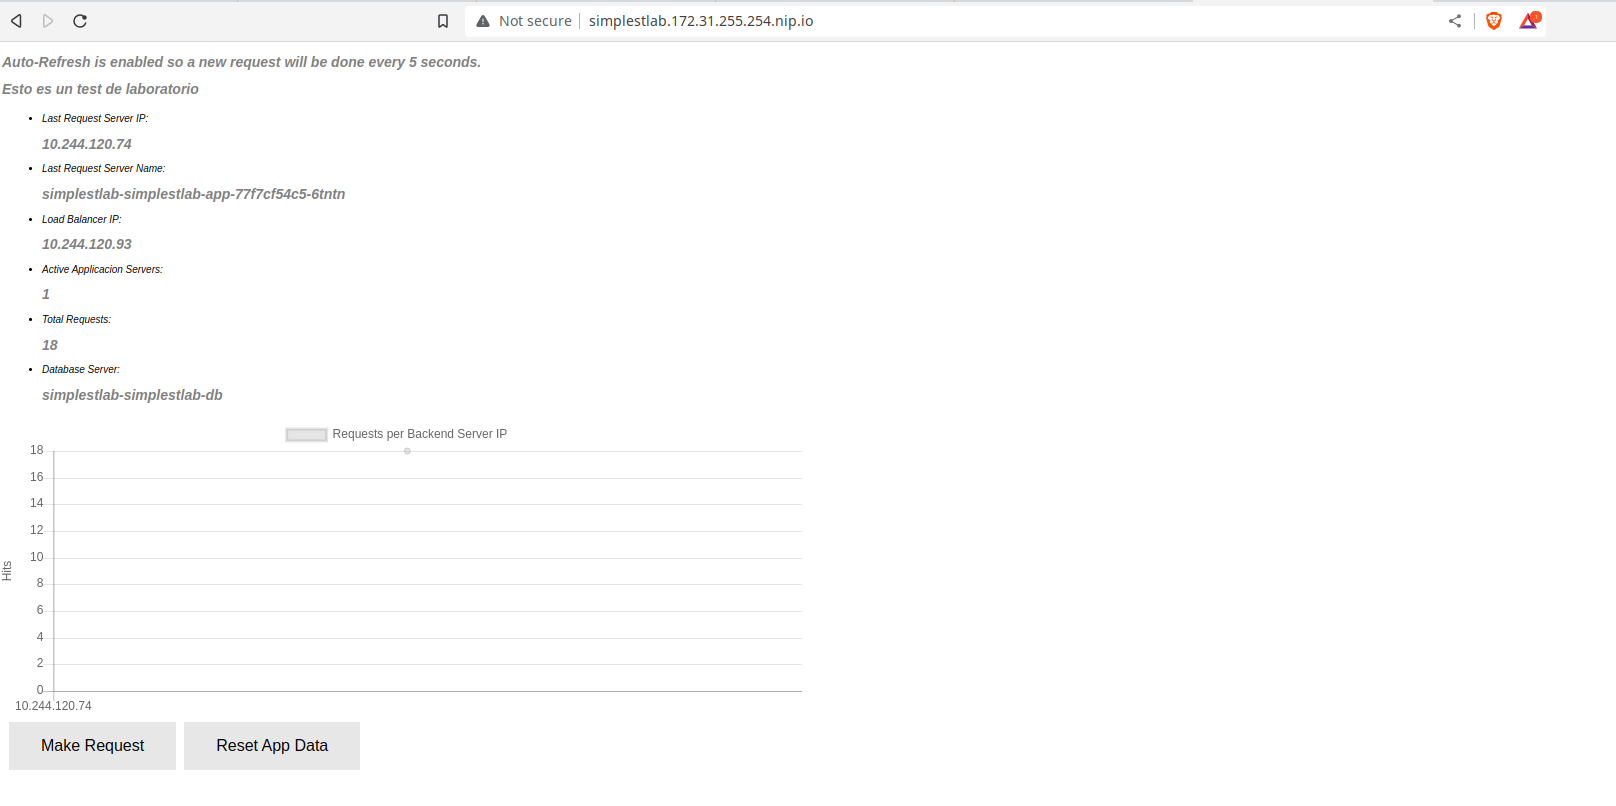 Not secure
simplestlab.172.31.255.254.nip.io
Auto-Refresh is enabled so a new request will be done every 5 seconds.
Esto es un test de laboratorio
Last Request Server IP:
10.244.120.74
Last Request Server Name:
simplestlab-simplestlab-app-77f7cf54c5-6tntn
Load Balancer IP:
10.244.120.93
Active Applicacion Servers:
1
Total Requests:
18
Database Server:
simplestlab-simplestlab-db
Requests per Backend Server IP
18
16
14
12
10
8
6
4
2
0
Hits
10.244.120.74
Make Request
Reset App Data